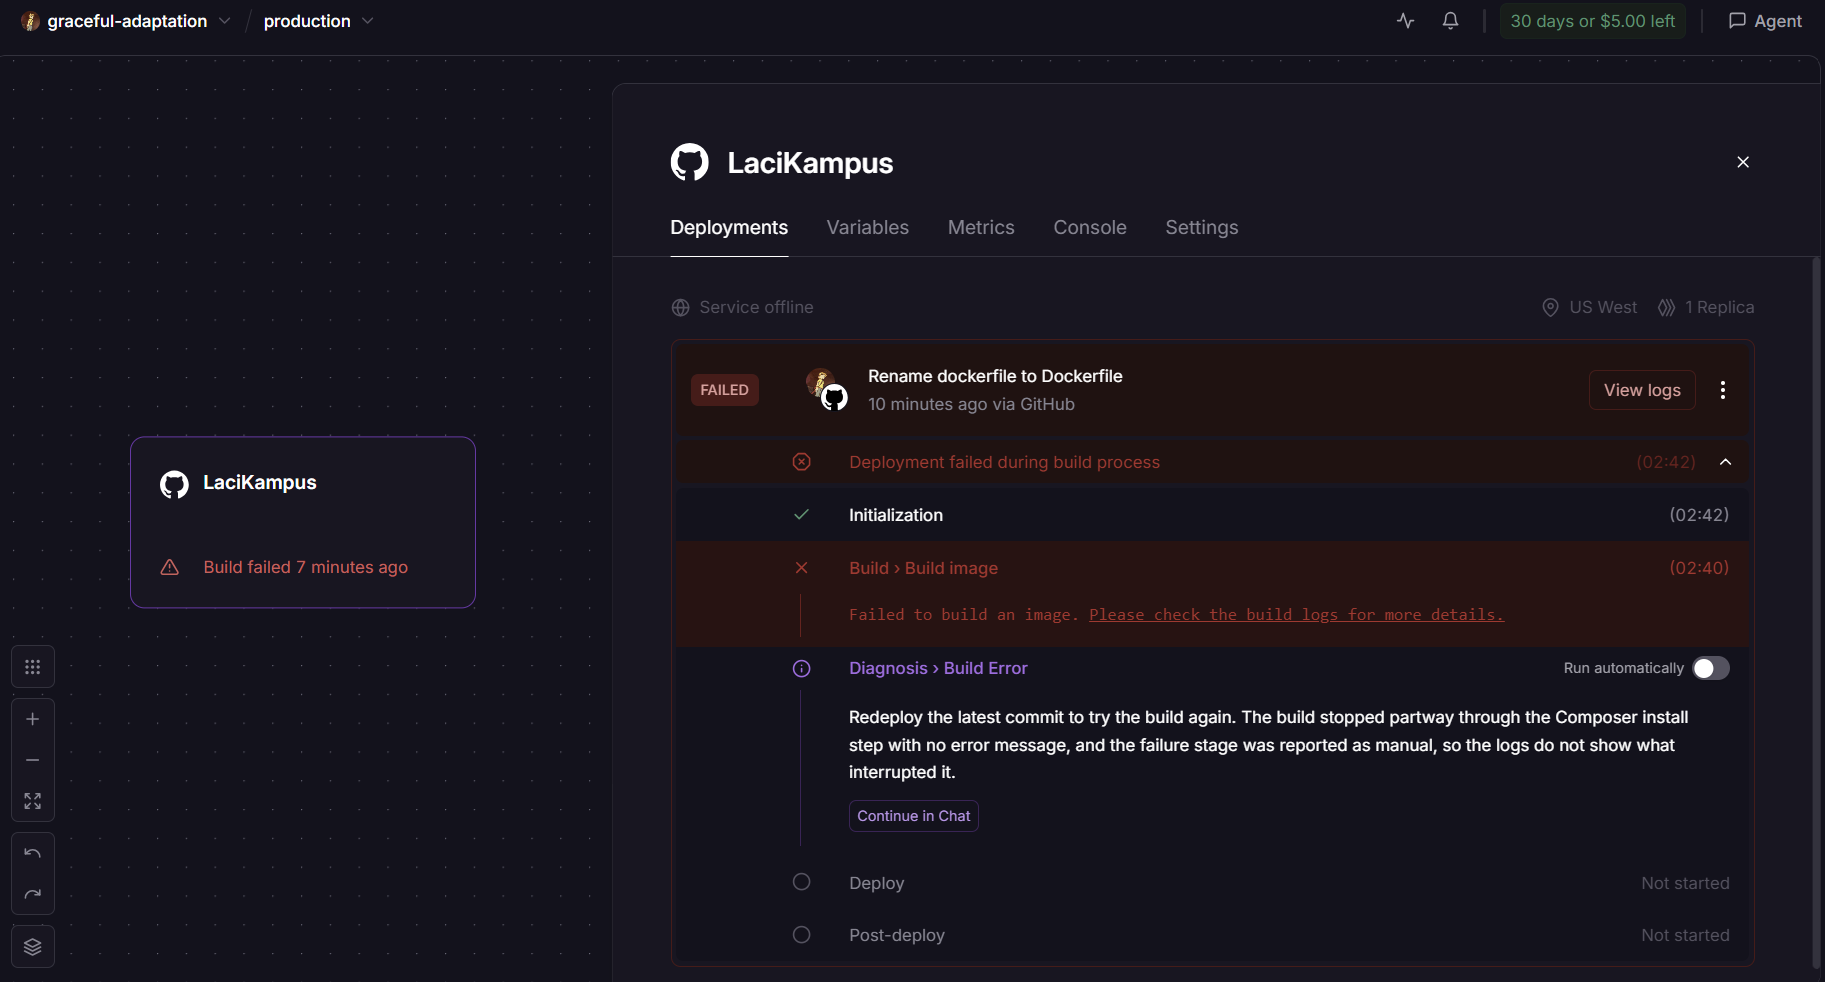 graceful-adaptation / production
30 days or $5.00 left
Agent
LaciKampus
Deployments Variables Metrics Console Settings
Service offline
US West 1 Replica
FAILED
Rename dockerfile to Dockerfile
10 minutes ago via GitHub
View logs
Deployment failed during build process (02:42)
Initialization (02:42)
Build › Build image (02:40)
Failed to build an image. Please check the build logs for more details.
Diagnosis › Build Error Run automatically
Redeploy the latest commit to try the build again. The build stopped partway through the Composer install
step with no error message, and the failure stage was reported as manual, so the logs do not show what
interrupted it.
Continue in Chat
Deploy Not started
Post-deploy Not started
LaciKampus
Build failed 7 minutes ago